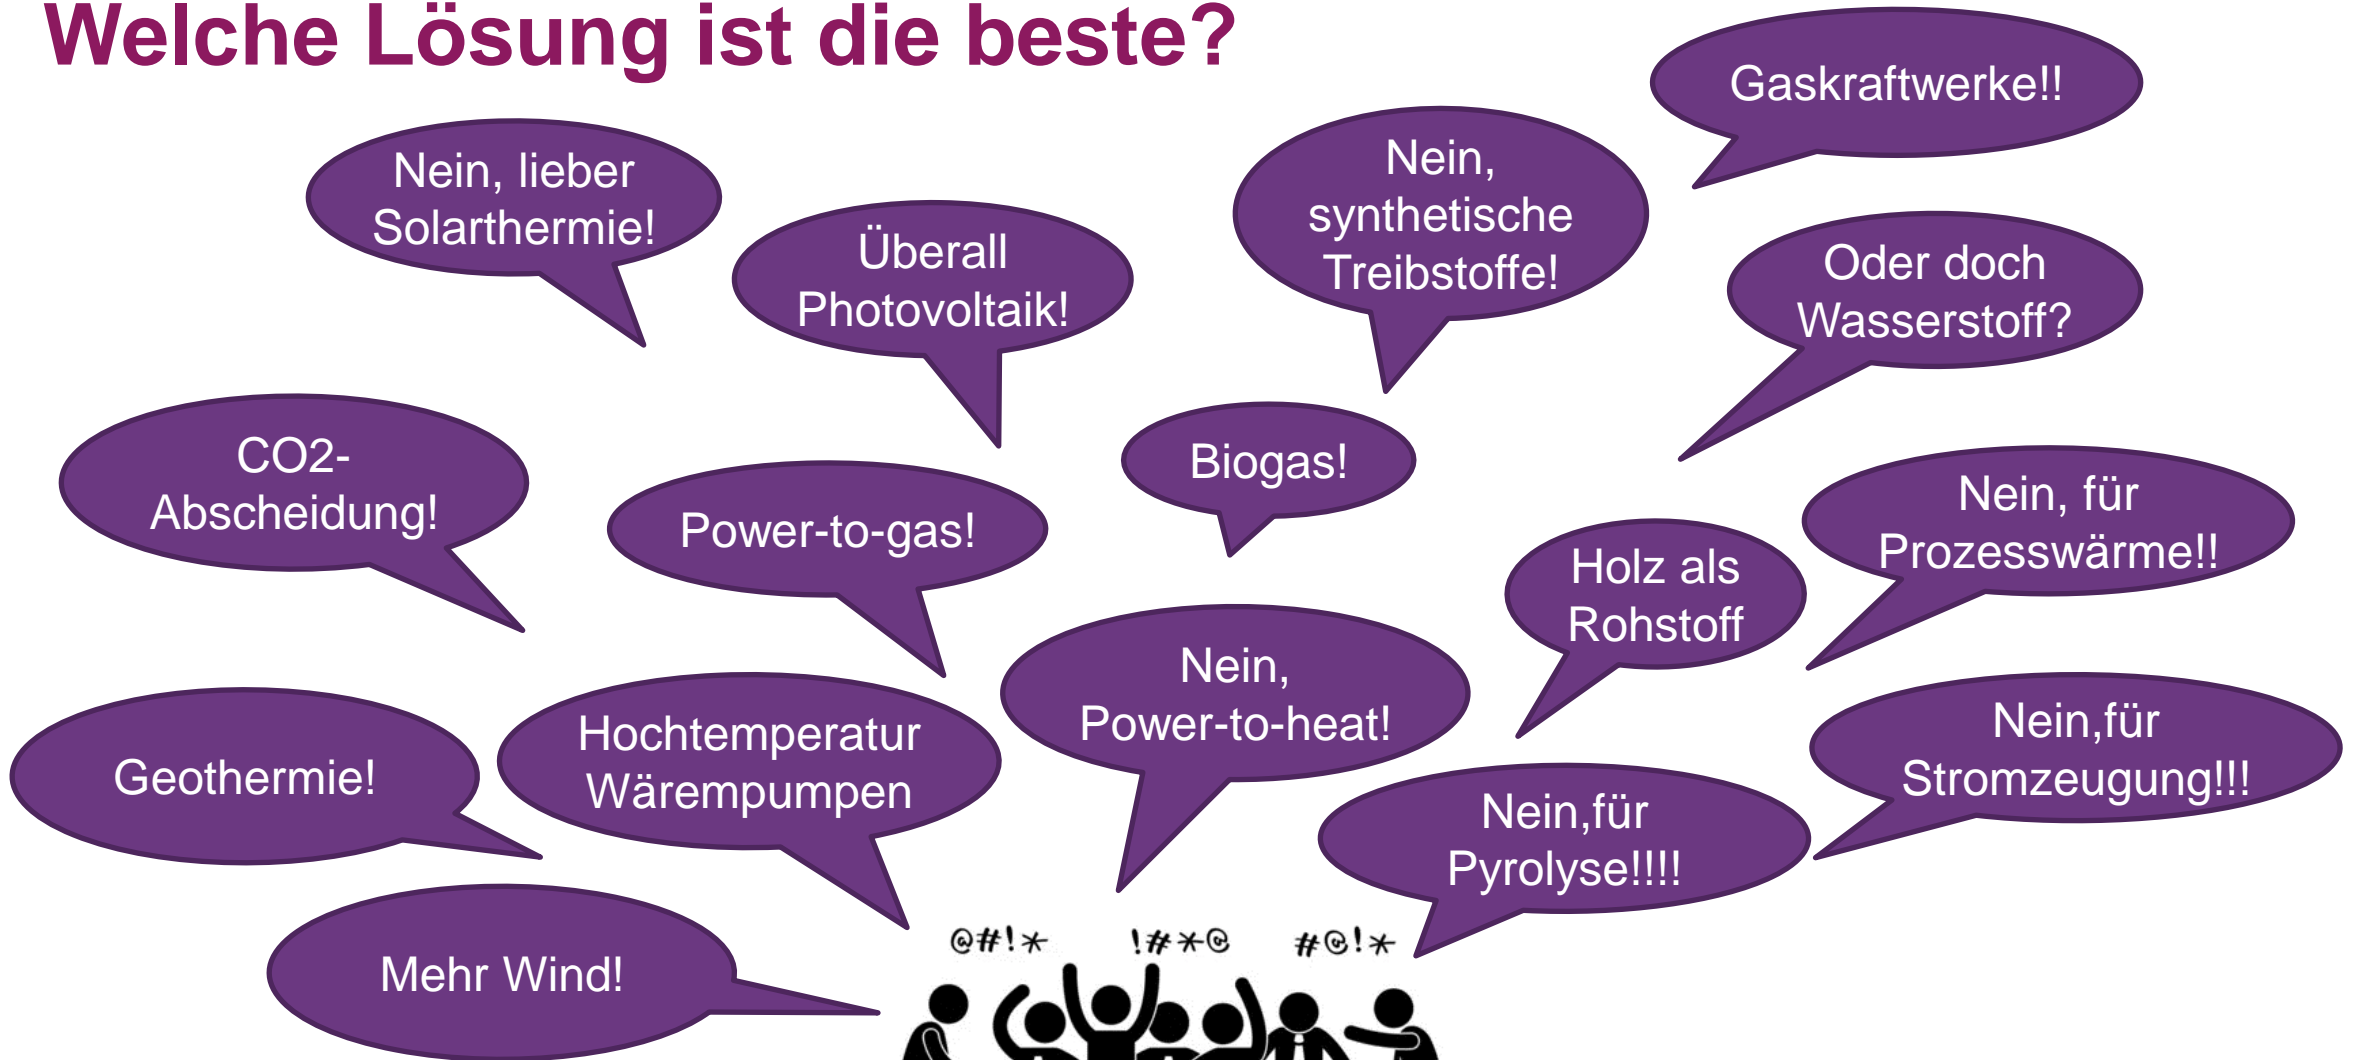 Welche Lösung ist die beste?
Gaskraftwerke!!
Nein, lieber
Solarthermie!
Überall
Photovoltaik!
Nein,
synthetische
Treibstoffe!
Oder doch
Wasserstoff?
CO2-
Abscheidung!
Power-to-gas!
Biogas!
Holz als
Rohstoff
Nein, für
Prozesswärme!!
Geothermie!
Hochtemperatur
Wärempumpen
Nein,
Power-to-heat!
Nein,für
Pyrolyse!!!!
Nein,für
Stromzeugung!!!
Mehr Wind!
@#!*
!#*@
#@!*